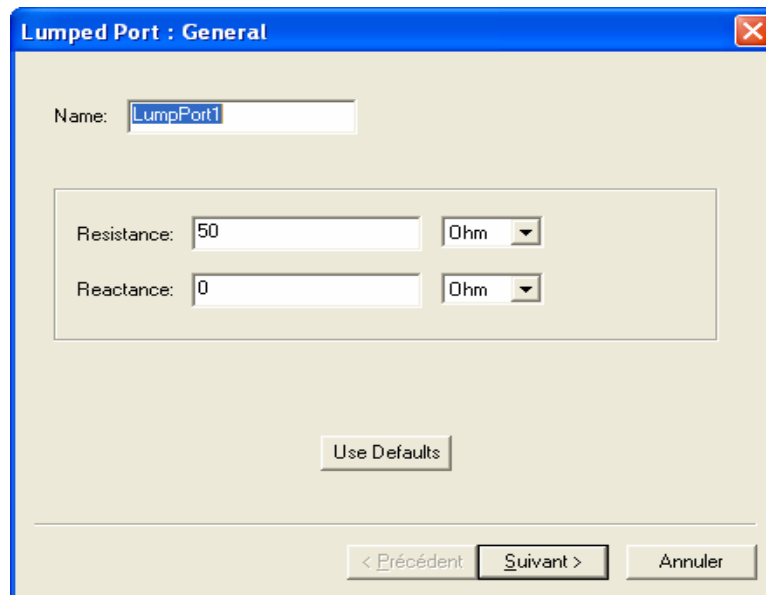 Lumped Port : General
Name: LumpPort1
Resistance: 50 Ohm
Reactance: 0 Ohm
Use Defaults
< Précédent Suivant > Annuler